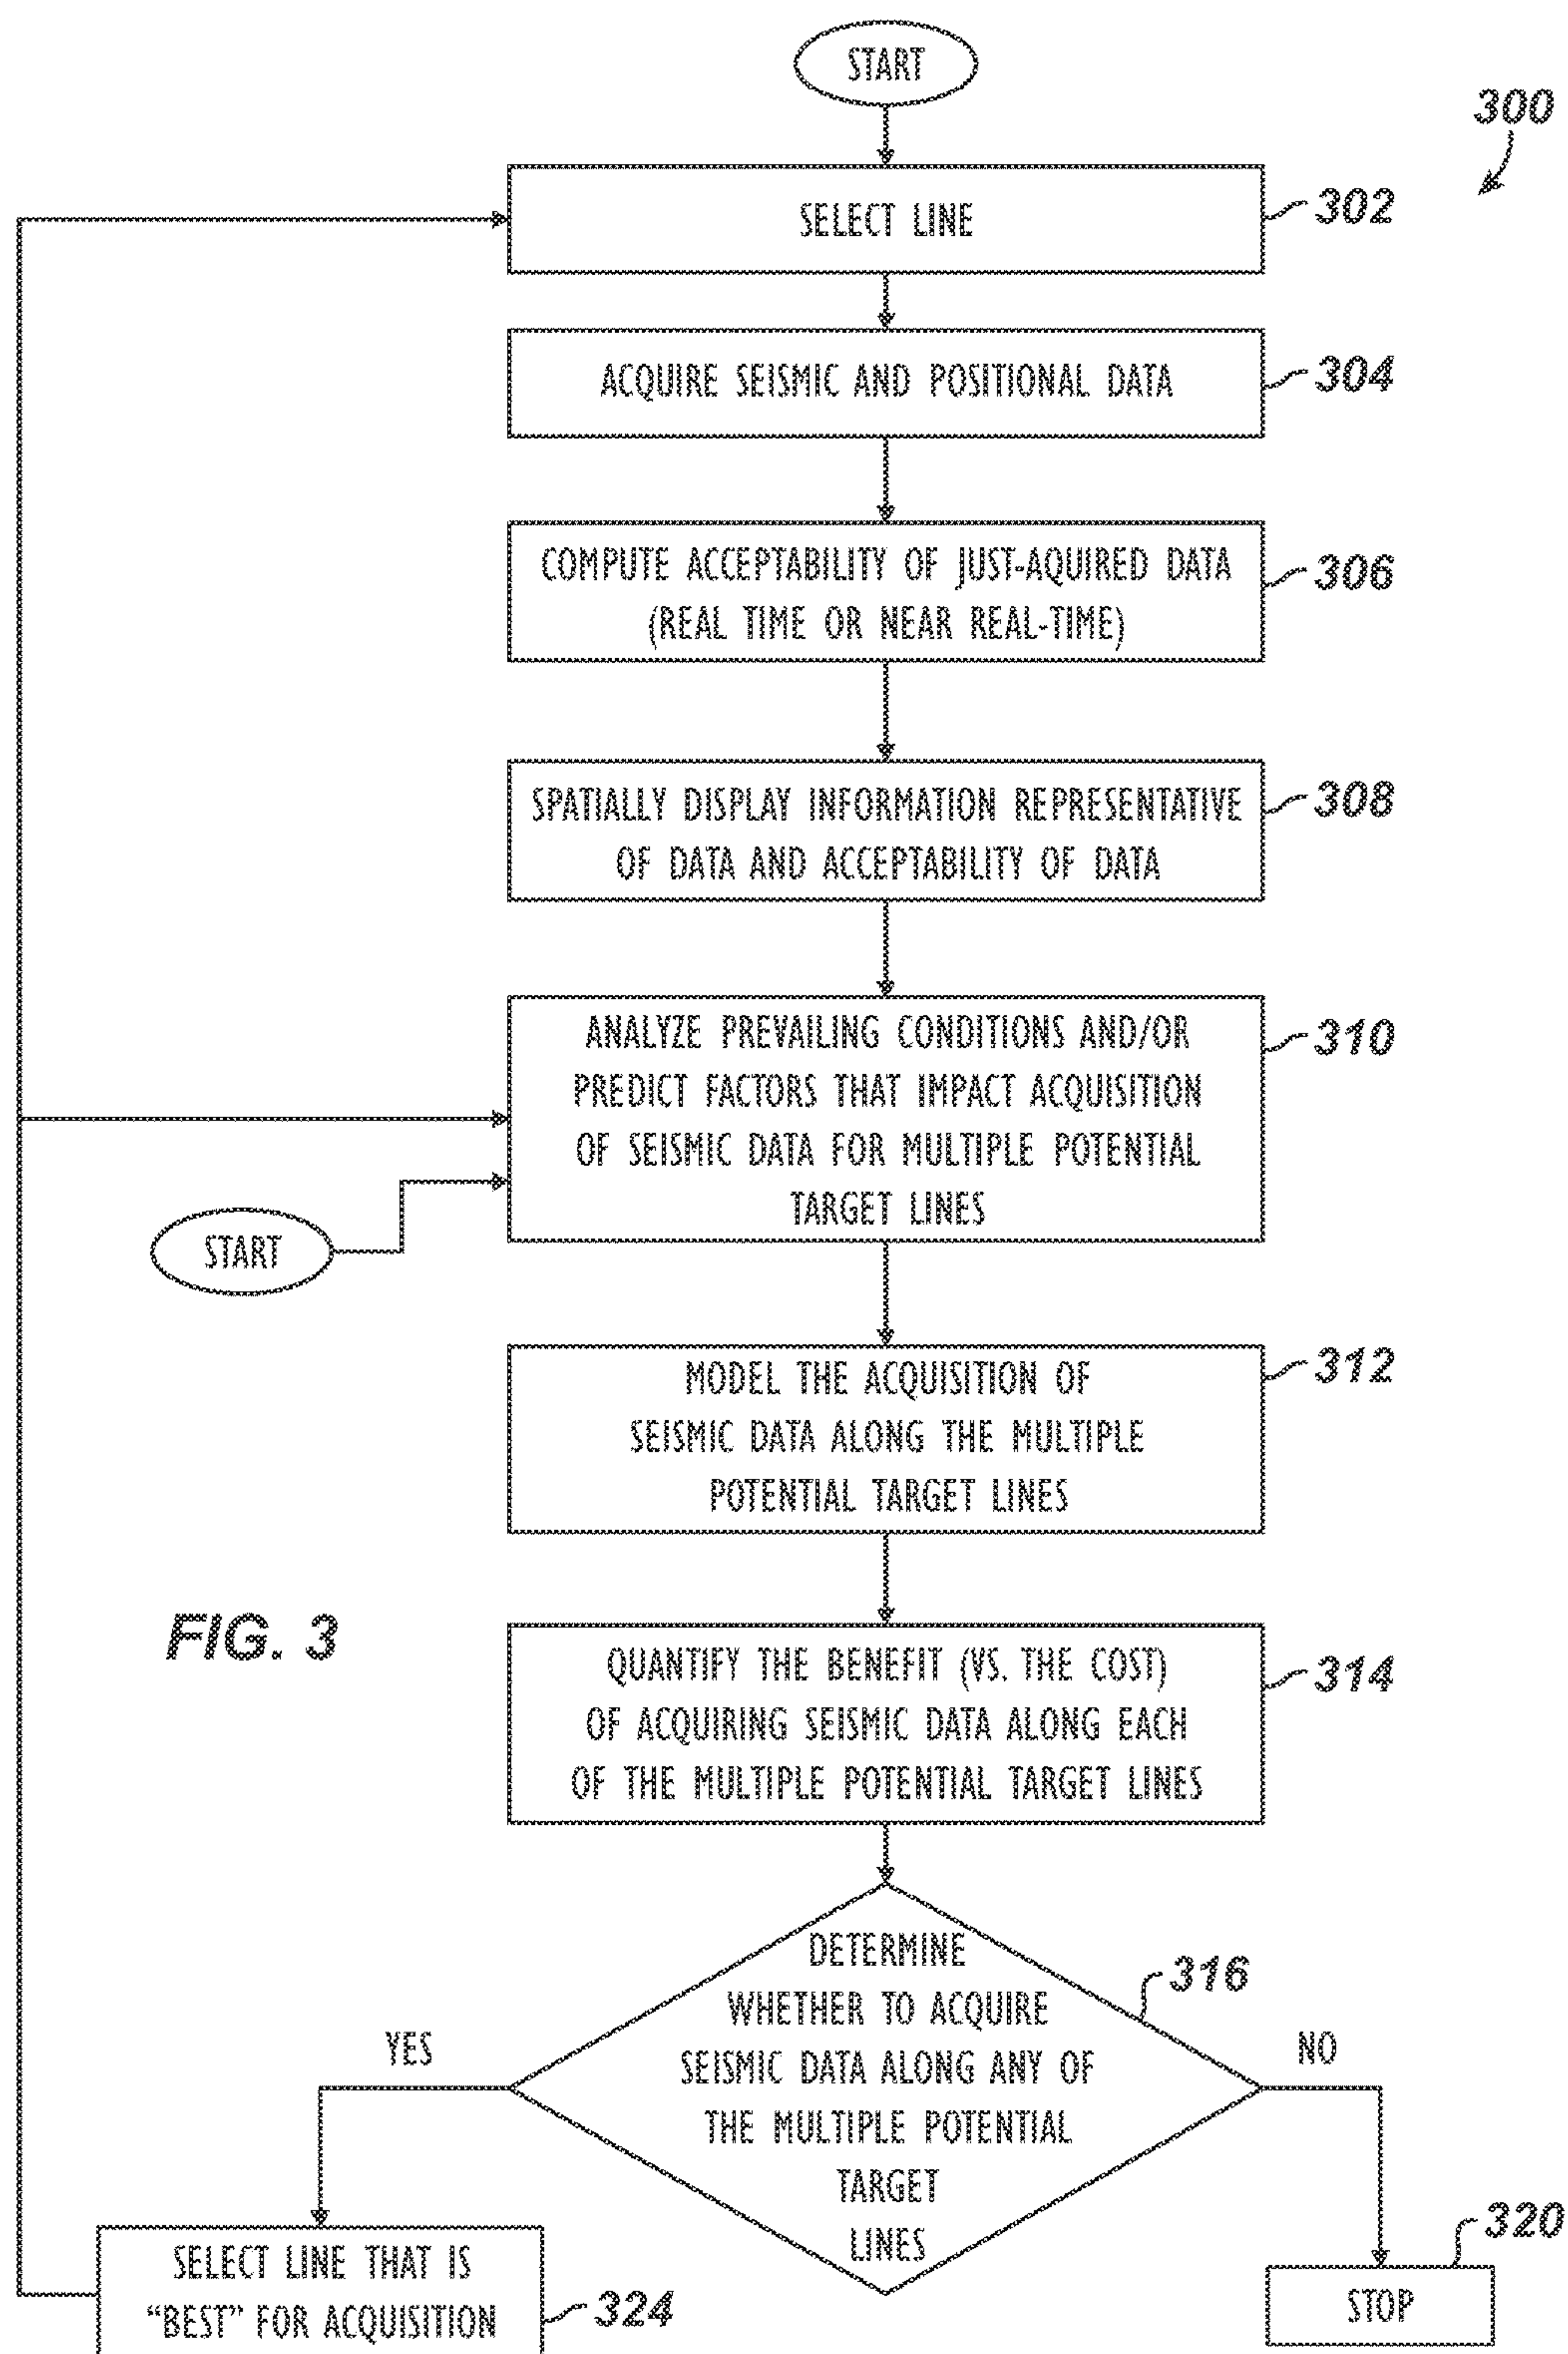 START
300
SELECT LINE
302
ACQUIRE SEISMIC AND POSITIONAL DATA
304
COMPUTE ACCEPTABILITY OF JUST-AQUIRED DATA
(REAL TIME OR NEAR REAL-TIME)
306
SPATIALLY DISPLAY INFORMATION REPRESENTATIVE
OF DATA AND ACCEPTABILITY OF DATA
308
ANALYZE PREVAILING CONDITIONS AND/OR
PREDICT FACTORS THAT IMPACT ACQUISITION
OF SEISMIC DATA FOR MULTIPLE POTENTIAL
TARGET LINES
310
START
MODEL THE ACQUISITION OF
SEISMIC DATA ALONG THE MULTIPLE
POTENTIAL TARGET LINES
312
FIG. 3
QUANTIFY THE BENEFIT (VS. THE COST)
OF ACQUIRING SEISMIC DATA ALONG EACH
OF THE MULTIPLE POTENTIAL TARGET LINES
314
DETERMINE
WHETHER TO ACQUIRE
SEISMIC DATA ALONG ANY OF
THE MULTIPLE POTENTIAL
TARGET
LINES
316
YES
NO
SELECT LINE THAT IS
“BEST” FOR ACQUISITION
324
320
STOP